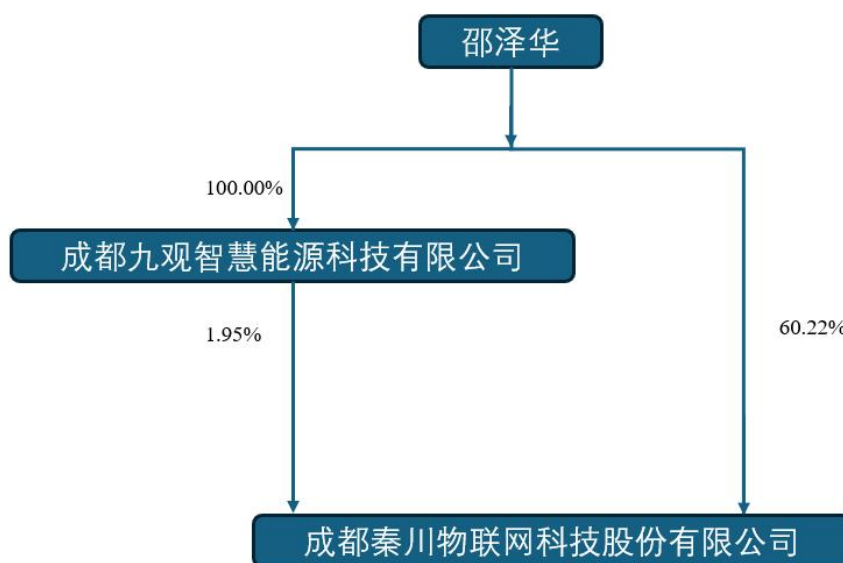 邵泽华
100.00%
成都九观智慧能源科技有限公司
1.95%
60.22%
成都秦川物联网科技股份有限公司